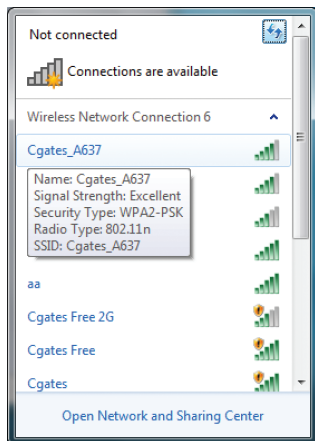 Not connected
Connections are available
Wireless Network Connection 6
Cgates_A637
Name: Cgates_A637
Signal Strength: Excellent
Security Type: WPA2-PSK
Radio Type: 802.11n
SSID: Cgates_A637
aa
Cgates Free 2G
Cgates Free
Cgates
Open Network and Sharing Center